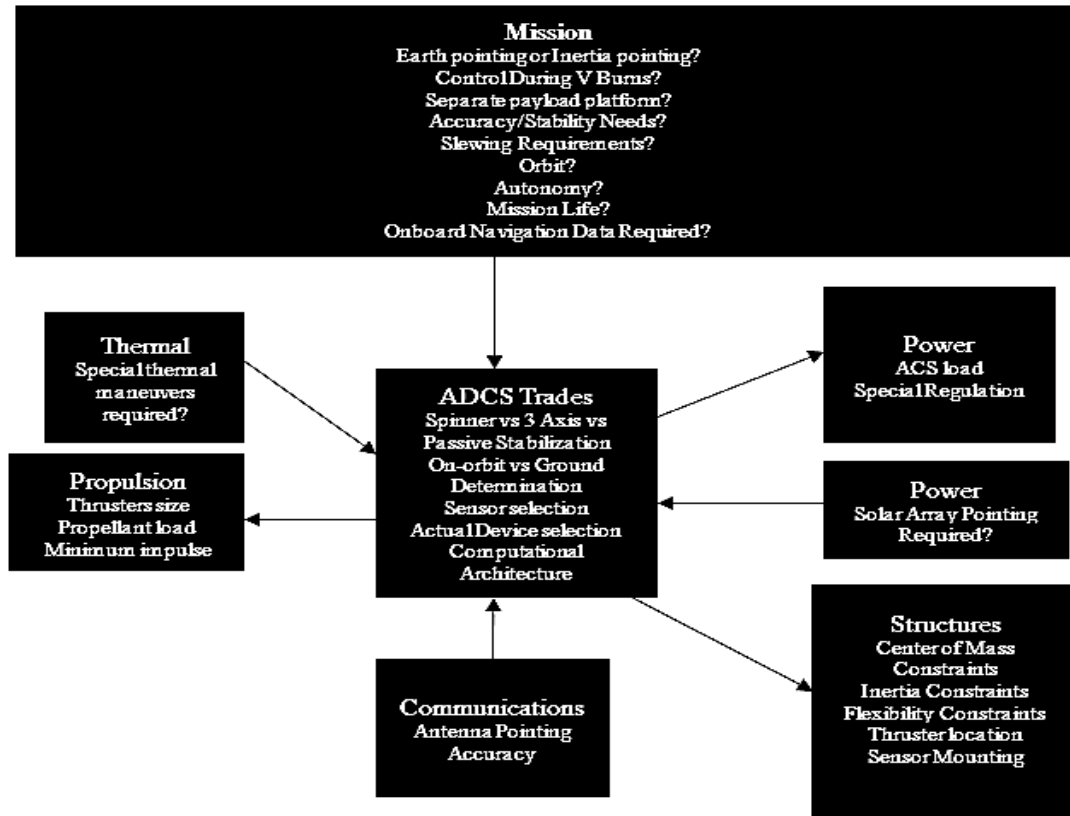 Mission
Earth pointing or Inertia pointing?
Control During V Burns?
Separate payload platform?
Accuracy/Stability Needs?
Slewing Requirements?
Orbit?
Autonomy?
Mission Life?
Onboard Navigation Data Required?
Thermal
Special thermal
maneuvers
required?
Power
ACS load
Special Regulation
ADCS Trades
Spinner vs 3 Axis vs
Passive Stabilization
On-orbit vs Ground
Determination
Sensor selection
Actual Device selection
Computational
Architecture
Propulsion
Thrusters size
Propellant load
Minimum impulse
Power
Solar Array Pointing
Required?
Structures
Center of Mass
Constraints
Inertia Constraints
Flexibility Constraints
Thruster location
Sensor Mounting
Communications
Antenna Pointing
Accuracy